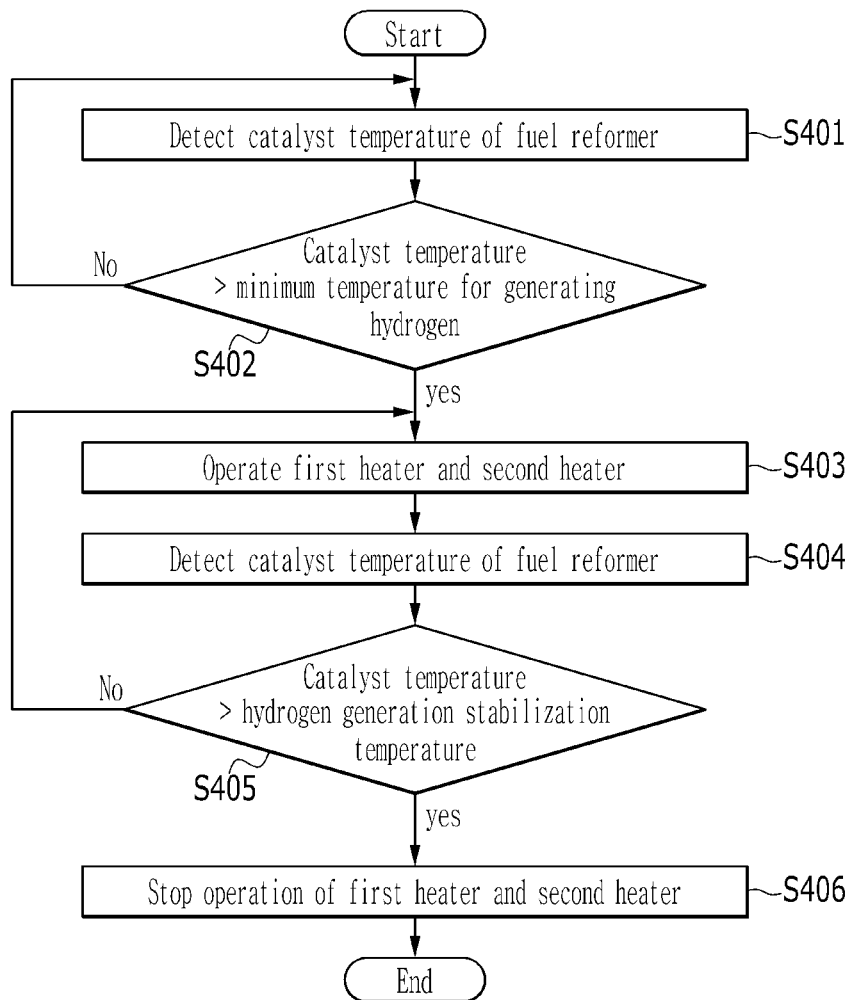 Start
Detect catalyst temperature of fuel reformer
S401
Catalyst temperature
> minimum temperature for generating
hydrogen
No
S402
yes
Operate first heater and second heater
S403
Detect catalyst temperature of fuel reformer
S404
Catalyst temperature
> hydrogen generation stabilization
temperature
No
S405
yes
Stop operation of first heater and second heater
S406
End